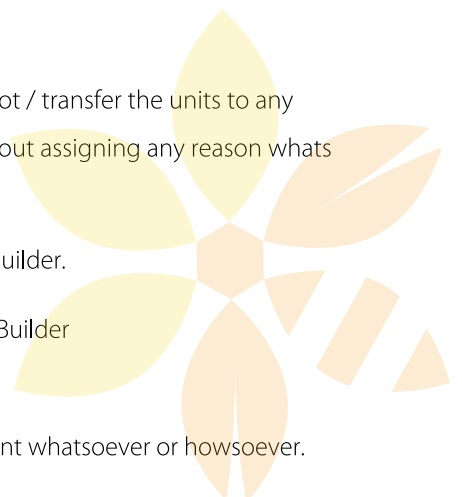 ot / transfer the units to any
out assigning any reason whats
uilder.
Builder
nt whatsoever or howsoever.